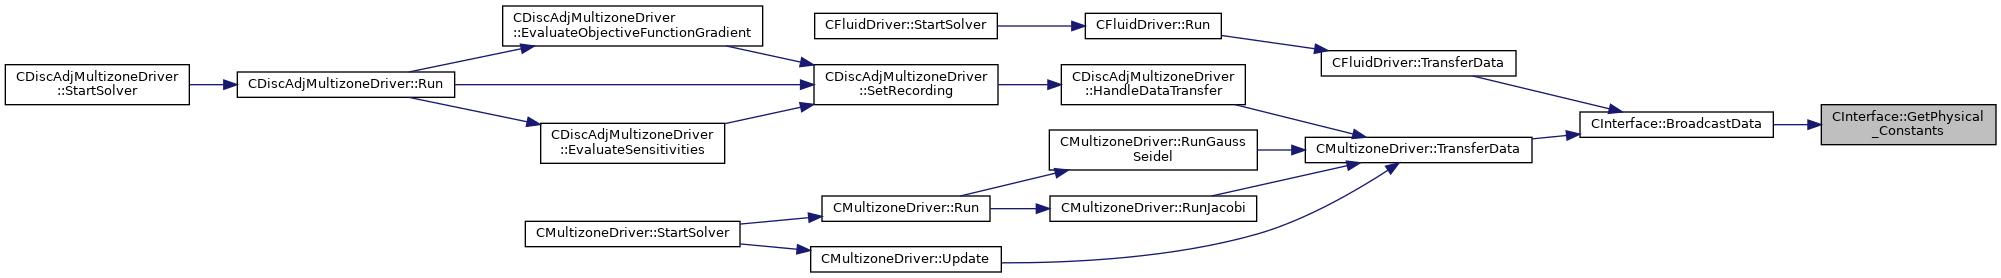 CDiscAdjMultizoneDriver
::StartSolver
CDiscAdjMultizoneDriver::Run
CDiscAdjMultizoneDriver
::EvaluateObjectiveFunctionGradient
CDiscAdjMultizoneDriver
::EvaluateSensitivities
CFluidDriver::StartSolver
CDiscAdjMultizoneDriver
::SetRecording
CFluidDriver::Run
CDiscAdjMultizoneDriver
::HandleDataTransfer
CFluidDriver::TransferData
CInterface::BroadcastData
CInterface::GetPhysical
_Constants
CMultizoneDriver::TransferData
CMultizoneDriver::RunGauss
Seidel
CMultizoneDriver::RunJacobi
CMultizoneDriver::Run
CMultizoneDriver::StartSolver
CMultizoneDriver::Update